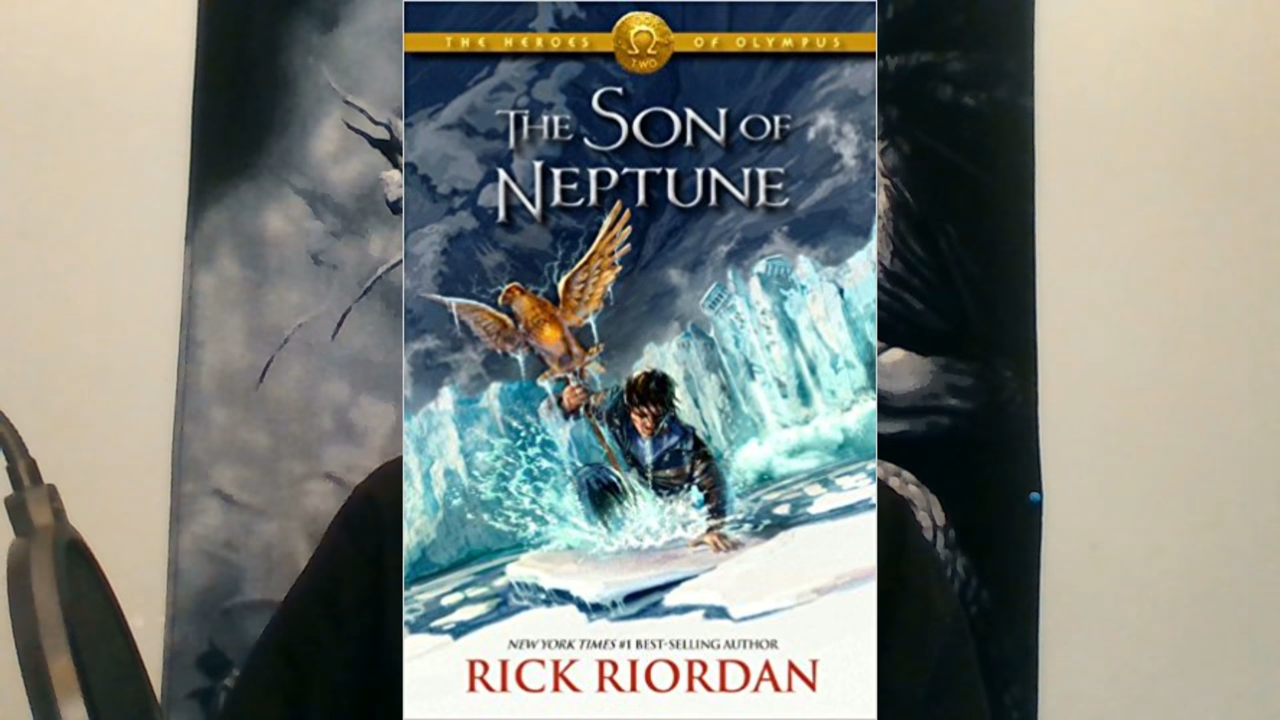 THE HEROES OF OLYMPUS
TWO
THE SON OF
NEPTUNE
NEW YORK TIMES #1 BEST-SELLING AUTHOR
RICK RIORDAN